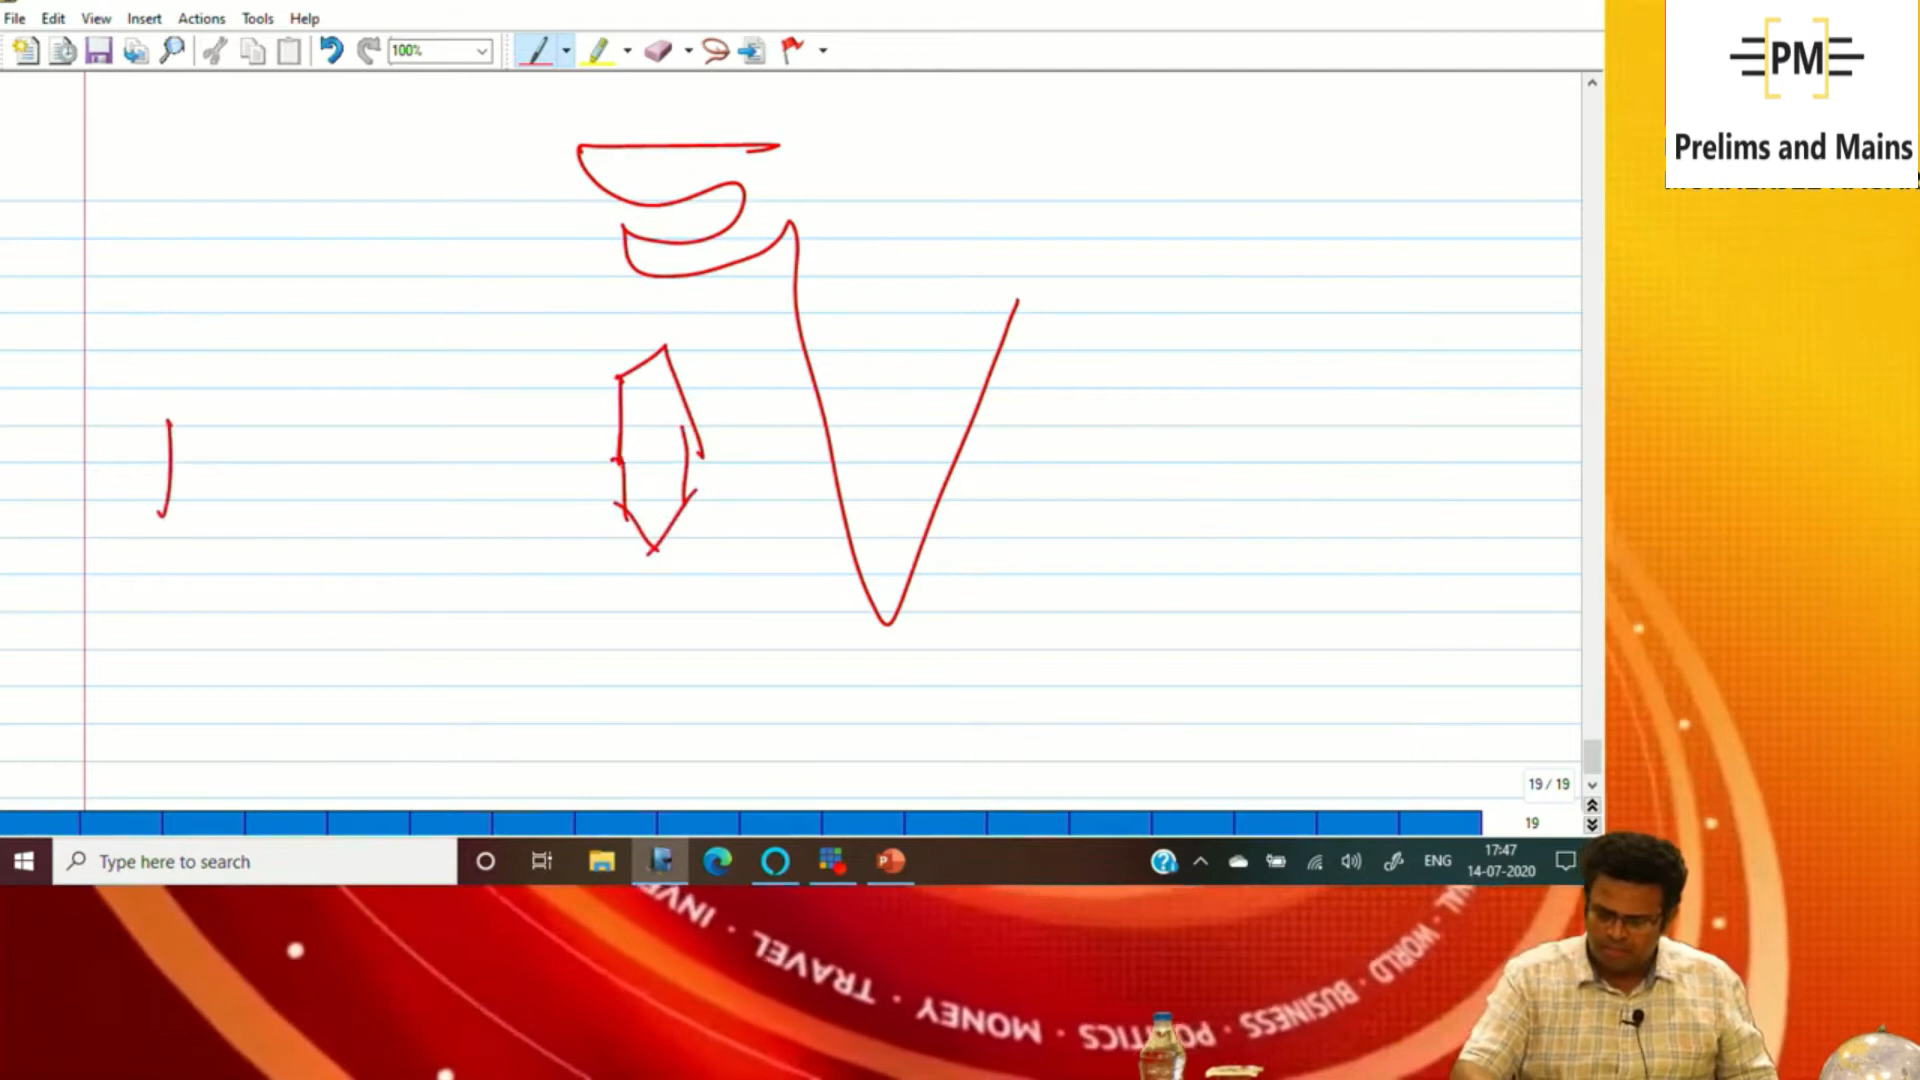 File Edit View Insert Actions Tools Help
PM
Prelims and Mains
100%
19 / 19
19
Type here to search
ENG
17:47
14-07-2020
INVE · TRAVEL · MONEY · POLITICS · BUSINESS · WORLD ·